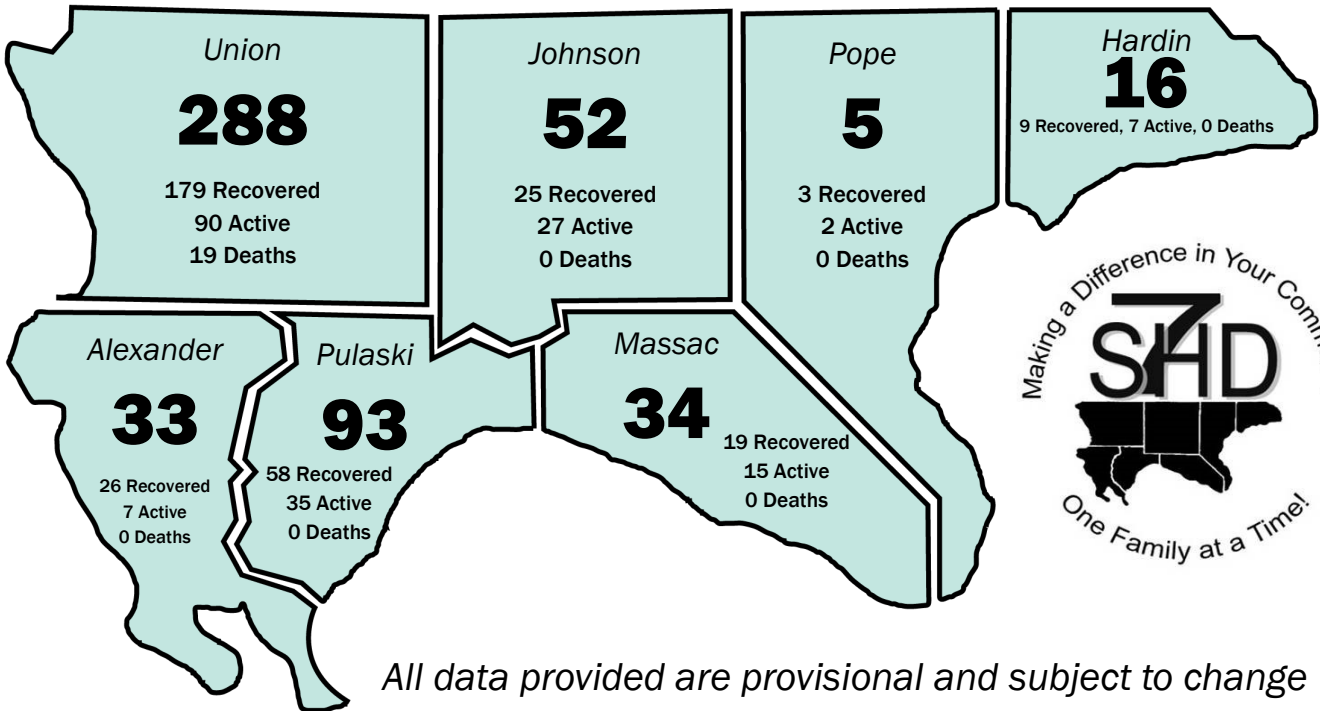 Union
288
179 Recovered
90 Active
19 Deaths
Johnson
52
25 Recovered
27 Active
0 Deaths
Pope
5
3 Recovered
2 Active
0 Deaths
Hardin
16
9 Recovered, 7 Active, 0 Deaths
Alexander
33
26 Recovered
7 Active
0 Deaths
Pulaski
93
58 Recovered
35 Active
0 Deaths
Massac
34
19 Recovered
15 Active
0 Deaths
Making a Difference in Your
S7HD
One Family at a Time!
All data provided are provisional and subject to change